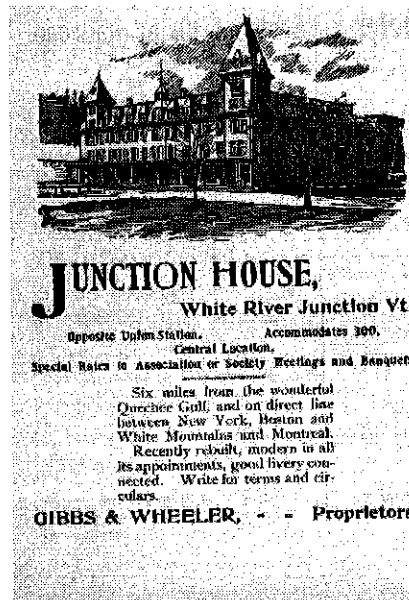 JUNCTION HOUSE,
White River Junction Vt
Opposite Union Station. Accommodates 300.
Central Location.
Special Rates to Association or Society Meetings and Banquet
Six miles from the wonderful
Quechee Gulf, and on direct line
between New York, Boston and
White Mountains and Montreal.
Recently rebuilt, modern in all
its appointments, good livery con-
nected. Write for terms and cir-
culars.
GIBBS & WHEELER, - - Proprietors